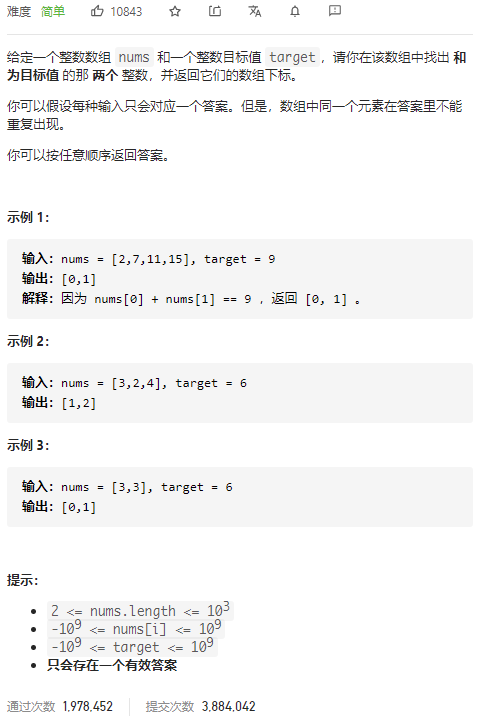 难度 简单 10843
给定一个整数数组 nums 和一个整数目标值 target，请你在该数组中找出 和
为目标值 的那 两个 整数，并返回它们的数组下标。
你可以假设每种输入只会对应一个答案。但是，数组中同一个元素在答案里不能
重复出现。
你可以按任意顺序返回答案。
示例 1：
输入：nums = [2,7,11,15], target = 9
输出：[0,1]
解释：因为 nums[0] + nums[1] == 9 ，返回 [0, 1] 。
示例 2：
输入：nums = [3,2,4], target = 6
输出：[1,2]
示例 3：
输入：nums = [3,3], target = 6
输出：[0,1]
提示：
2 <= nums.length <= 10³
-10⁹ <= nums[i] <= 10⁹
-10⁹ <= target <= 10⁹
只会存在一个有效答案
通过次数 1,978,452 提交次数 3,884,042